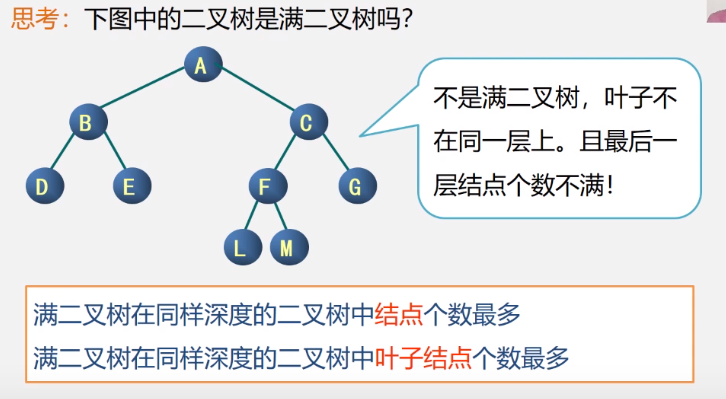 思考：下图中的二叉树是满二叉树吗？
A
B
C
不是满二叉树，叶子不
在同一层上。且最后一
层结点个数不满！
D
E
F
G
L
M
满二叉树在同样深度的二叉树中结点个数最多
满二叉树在同样深度的二叉树中叶子结点个数最多